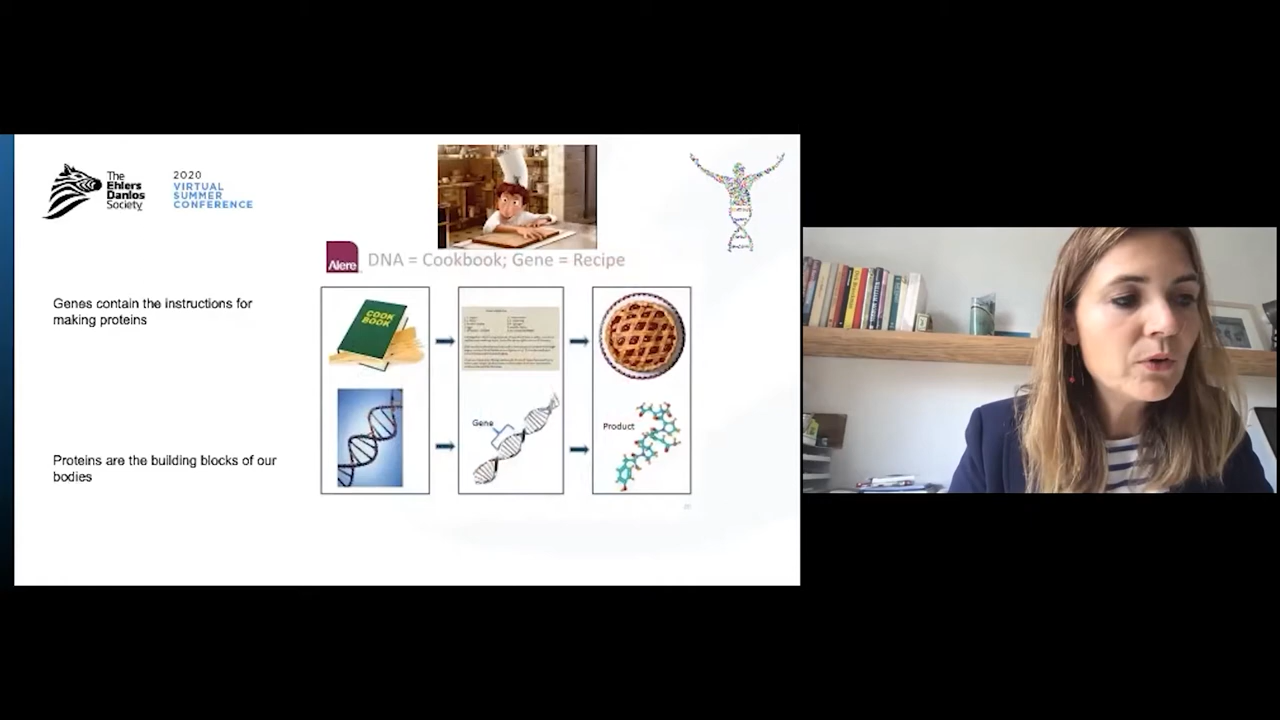 The
Ehlers
Danlos
Society
2020
VIRTUAL
SUMMER
CONFERENCE
Alere
DNA = Cookbook; Gene = Recipe
Genes contain the instructions for
making proteins
COOK
BOOK
Gene
Product
Proteins are the building blocks of our
bodies